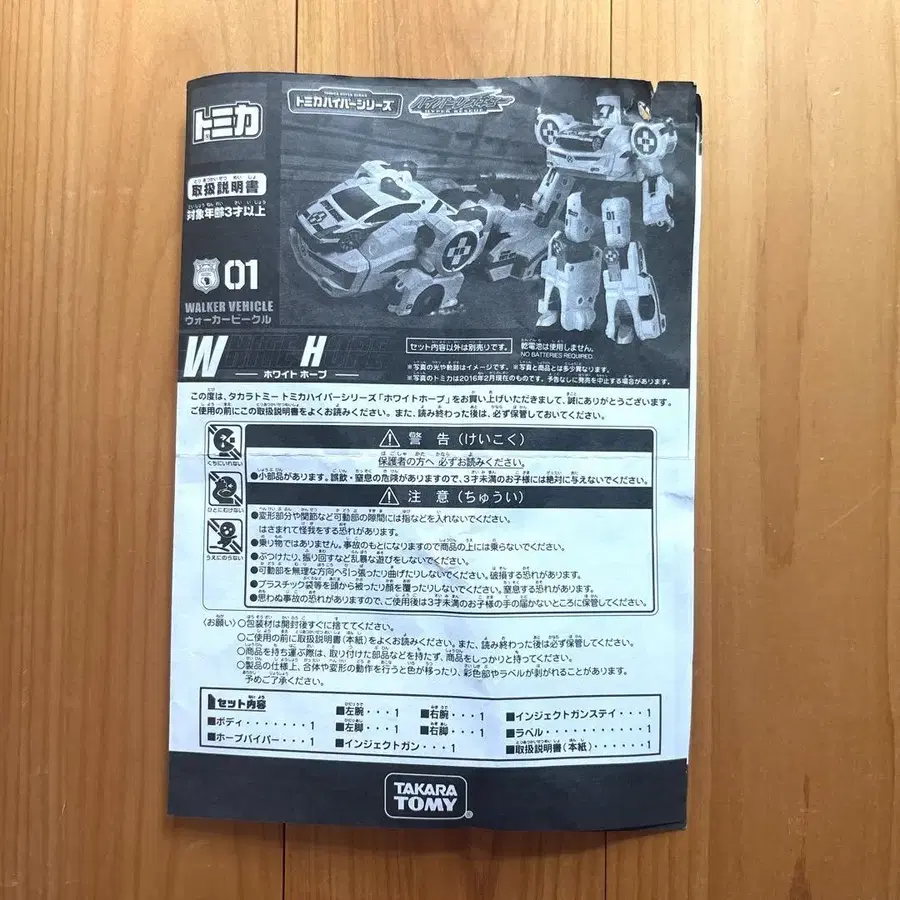 トミカ
トミカハイパーシリーズ
HYPER RESCUE
取扱説明書
対象年齢3才以上
01
WALKER VEHICLE
ウォーカービークル
01
ホワイト ホープ
セット内容以外は別売りです。
乾電池は使用しません。
NO BATTERIES REQUIRED.
※写真の光や軌跡はイメージです。 ※写真と商品とは多少異なります。
※写真のトミカは2016年2月現在のものです。予告なしに発売を中止する場合があります。
この度は、タカラトミー トミカハイパーシリーズ「ホワイトホープ」をお買い上げいただきまして、誠にありがとうございます。
ご使用の前にこの取扱説明書をよくお読みください。また、読み終わった後は、必ず保管しておいてください。
くちにいれない
ひとにむけない
うえにのらない
警 告 (けいこく)
保護者の方へ 必ずお読みください。
●小部品があります。誤飲・窒息の危険がありますので、3才未満のお子様には絶対に与えないでください。
注 意 (ちゅうい)
●変形部分や関節など可動部の隙間には指などを入れないでください。
はさまれて怪我をする恐れがあります。
●乗り物ではありません。事故のもとになりますので商品の上には乗らないでください。
●ぶつけたり、振り回すなど乱暴な遊びをしないでください。
●可動部を無理な方向へ引っ張ったり曲げたりしないでください。破損する恐れがあります。
●プラスチック袋等を頭から被ったり顔を覆ったりしないでください。窒息する恐れがあります。
●思わぬ事故の恐れがありますので、ご使用後は3才未満のお子様の手の届かないところに保管してください。
〈お願い〉○包装材は開封後すぐに捨ててください。
○ご使用の前に取扱説明書(本紙)をよくお読みください。また、読み終わった後は必ず保管してください。
○商品を持ち運ぶ際は、取り付けた部品などを持たず、商品をしっかりと持ってください。
○製品の仕様上、合体や変形の動作を行うと色が移ったり、彩色部やラベルが剥がれることがあります。
予めご了承ください。
セット内容
■ボディ・・・・・・・1
■ホープバイパー・・・1
■左腕・・・1
■左脚・・・1
■インジェクトガン・・・1
■右腕・・・1
■右脚・・・1
■インジェクトガンステイ・・・1
■ラベル・・・・・・・・・・・1
■取扱説明書(本紙)・・・・・1
TAKARA
TOMY